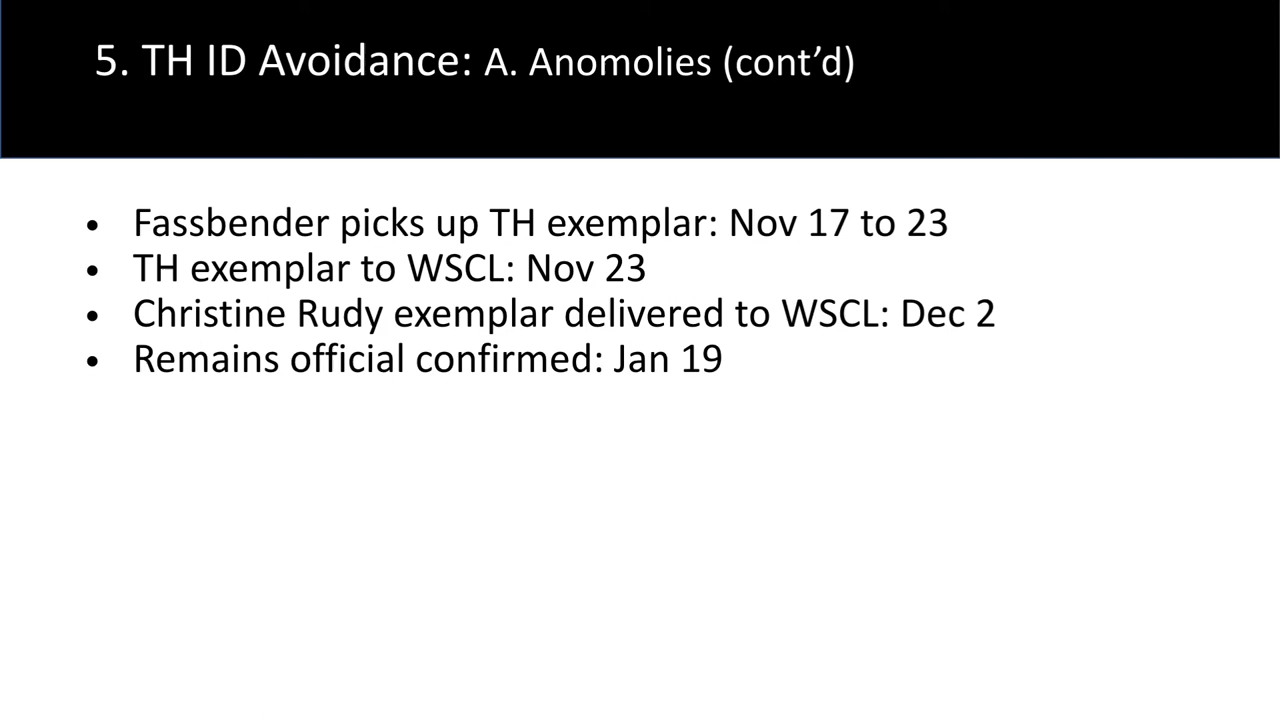 5. TH ID Avoidance: A. Anomolies (cont’d)
• Fassbender picks up TH exemplar: Nov 17 to 23
• TH exemplar to WSCL: Nov 23
• Christine Rudy exemplar delivered to WSCL: Dec 2
• Remains official confirmed: Jan 19